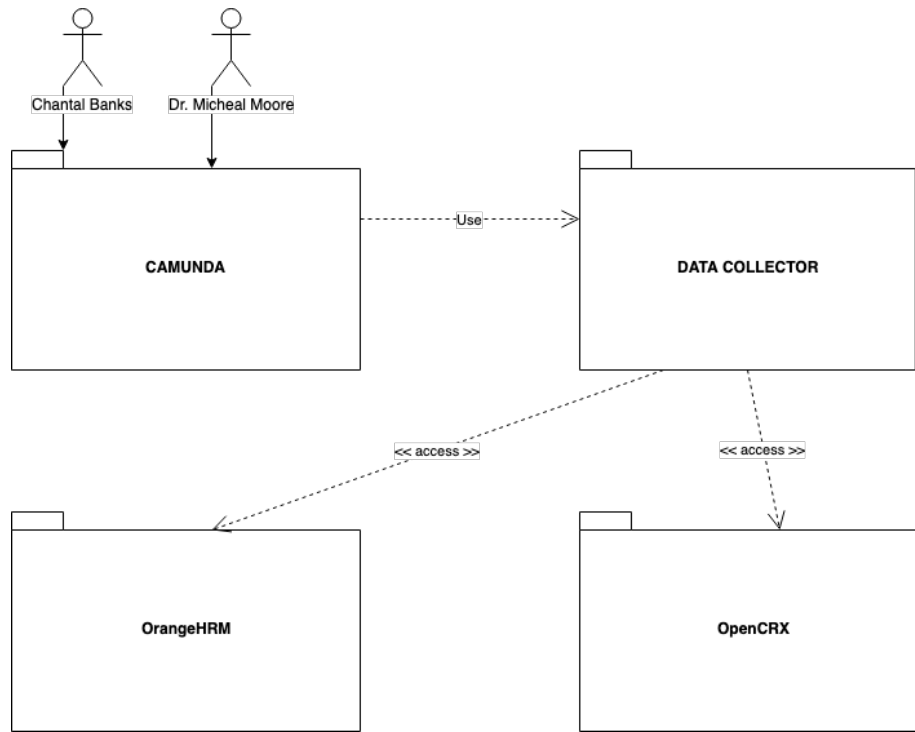 Chantal Banks
Dr. Micheal Moore
CAMUNDA
Use
DATA COLLECTOR
<< access >>
<< access >>
OrangeHRM
OpenCRX